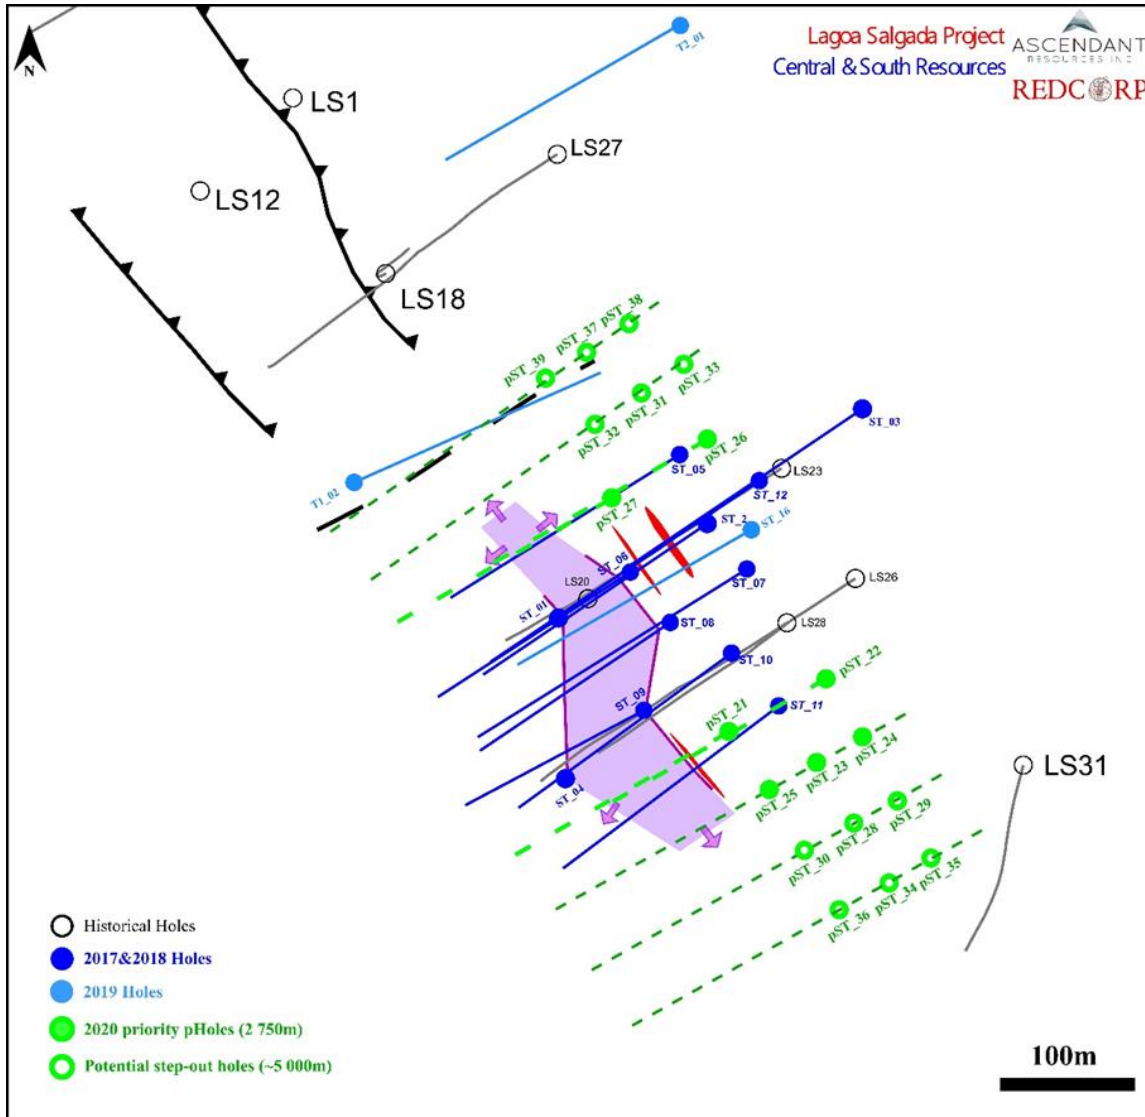 Lagoa Salgada Project
Central & South Resources
ASCENDANT
RESOURCES INC
REDCORP
N
T2_01
LS1
LS27
LS12
LS18
pST_39
pST_37
pST_38
pST_32
pST_31
pST_33
T1_02
pST_27
ST_05
pST_26
ST_03
LS23
ST_12
ST_2
ST_16
ST_06
LS20
ST_01
ST_07
ST_08
LS26
LS28
ST_10
ST_09
pST_22
pST_21
ST_11
ST_04
pST_25
pST_23
pST_24
LS31
pST_30
pST_28
pST_29
pST_36
pST_34
pST_35
Historical Holes
2017&2018 Holes
2019 Holes
2020 priority pHoles (2 750m)
Potential step-out holes (~5 000m)
100m